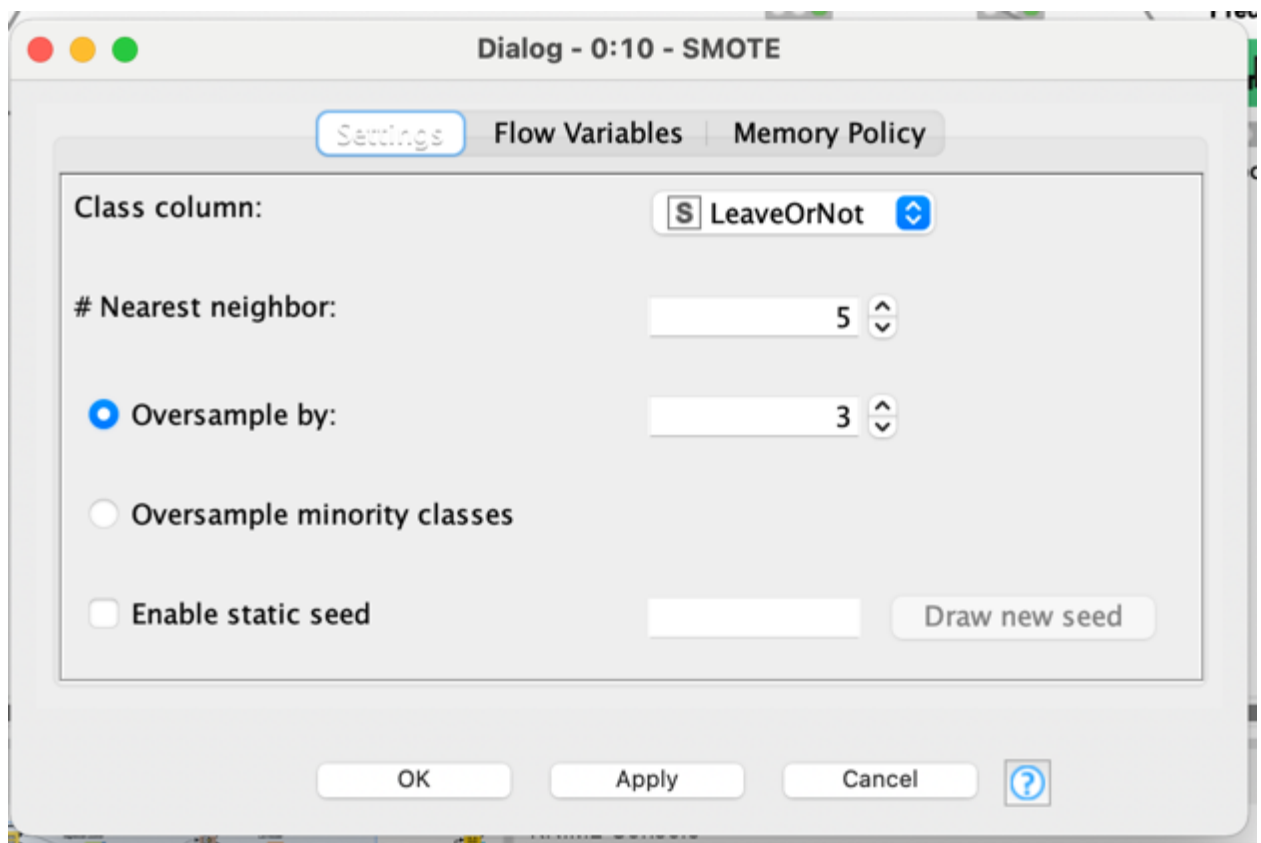 Dialog - 0:10 - SMOTE
Settings Flow Variables Memory Policy
Class column: S LeaveOrNot
# Nearest neighbor: 5
Oversample by: 3
Oversample minority classes
Enable static seed Draw new seed
OK Apply Cancel ?